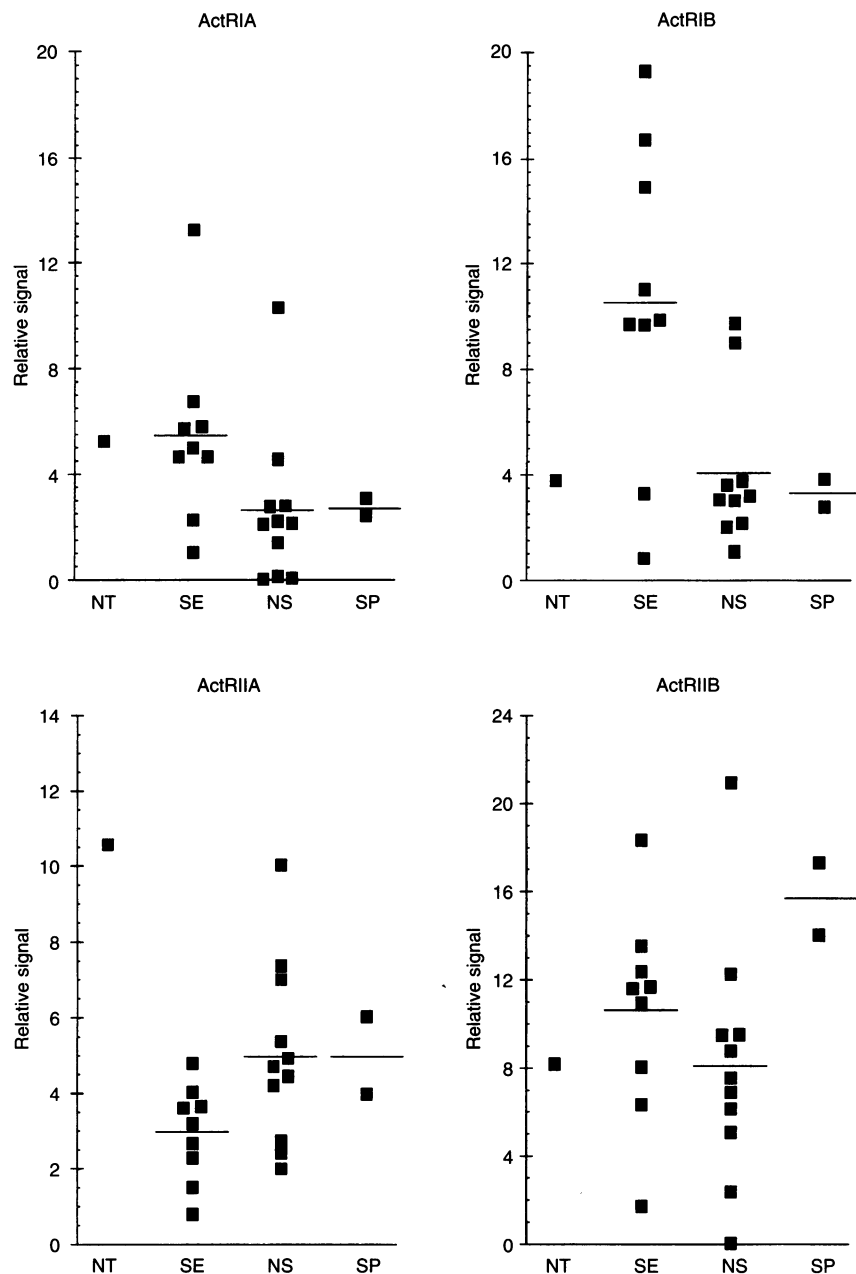 ActRIA
20
16
12
8
4
0
Relative signal
NT SE NS SP
ActRIB
20
16
12
8
4
0
Relative signal
NT SE NS SP
ActRIIA
14
12
10
8
6
4
2
0
Relative signal
NT SE NS SP
ActRIIB
24
20
16
12
8
4
0
Relative signal
NT SE NS SP